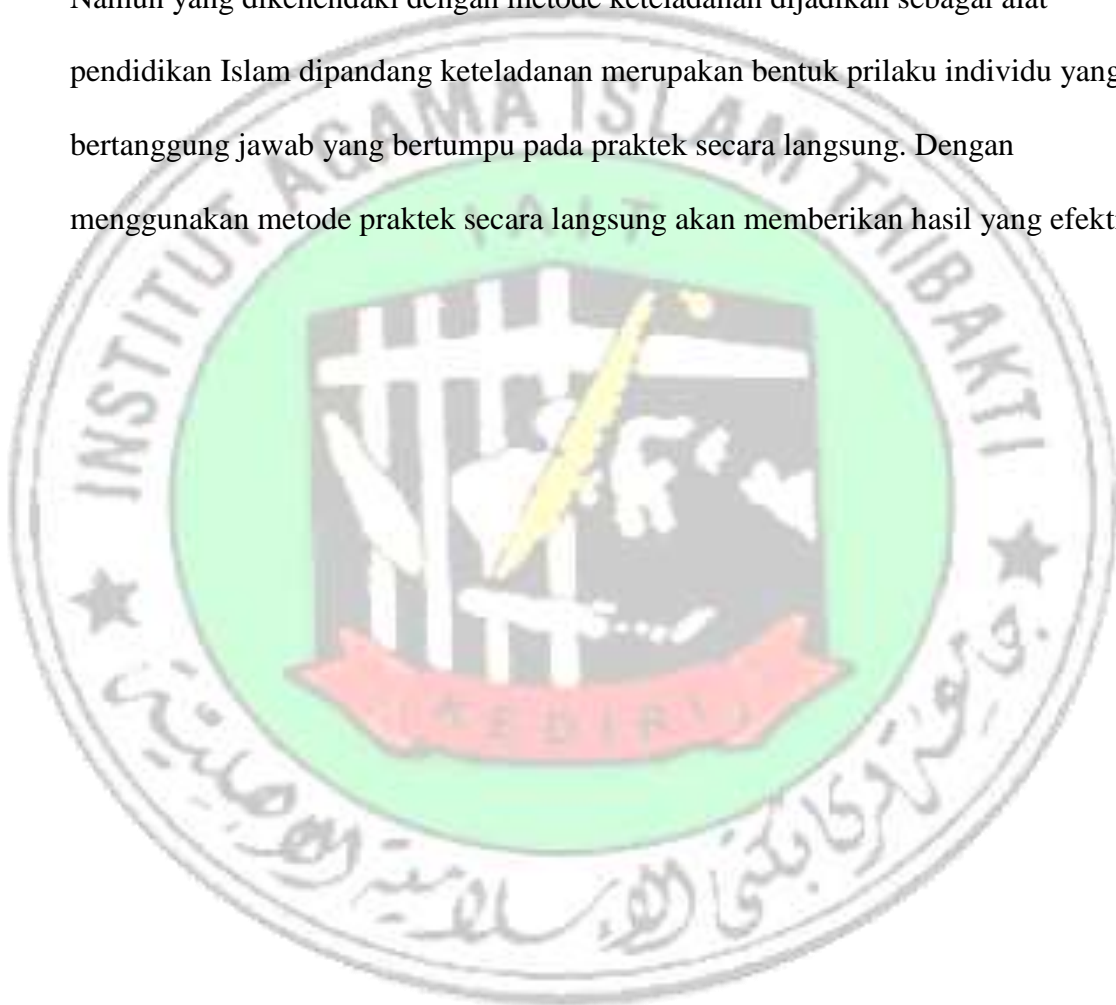 Namun yang dikehendaki dengan metode keteladanan dijadikan sebagai alat
pendidikan Islam dipandang keteladanan merupakan bentuk prilaku individu yang
bertanggung jawab yang bertumpu pada praktek secara langsung. Dengan
menggunakan metode praktek secara langsung akan memberikan hasil yang efekt
INSTITUT AGAMA ISLAM TRIBAKTI
IAIT
KEDIRI